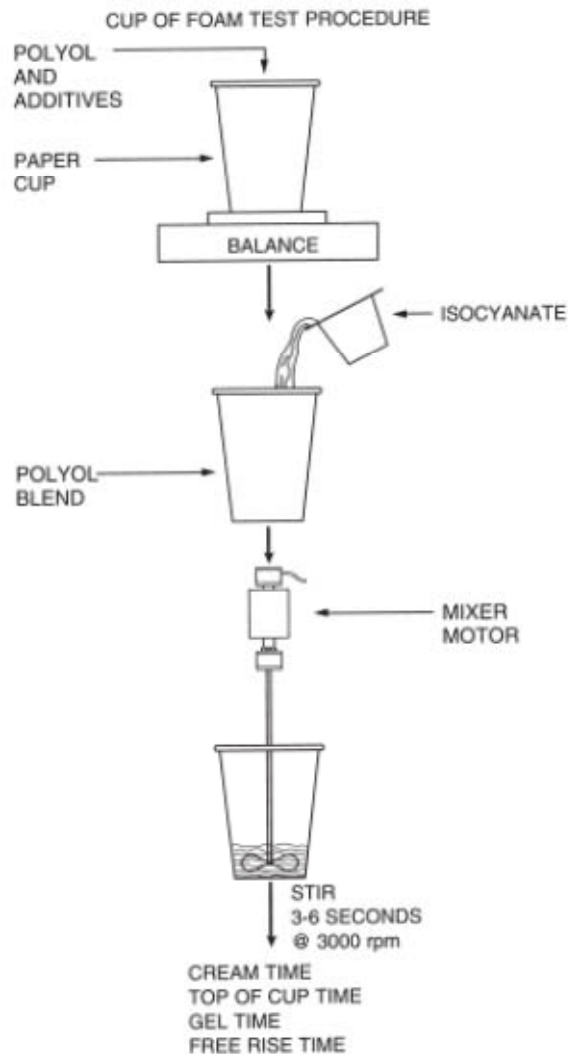 CUP OF FOAM TEST PROCEDURE
POLYOL
AND
ADDITIVES
PAPER
CUP
BALANCE
ISOCYANATE
POLYOL
BLEND
MIXER
MOTOR
STIR
3-6 SECONDS
@ 3000 rpm
CREAM TIME
TOP OF CUP TIME
GEL TIME
FREE RISE TIME